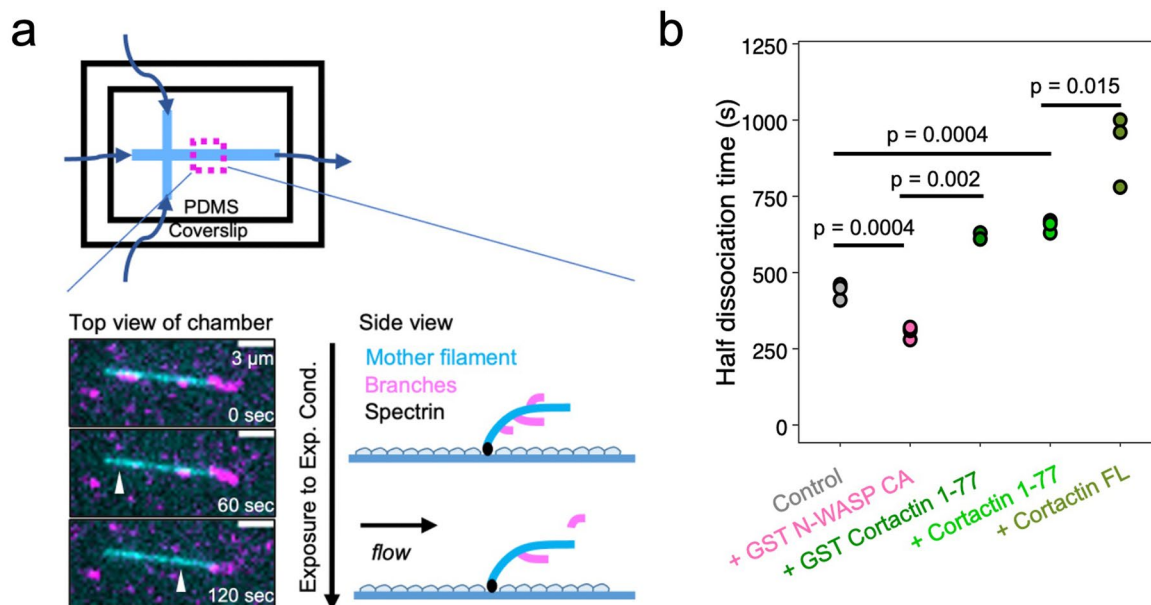 a
PDMS
Coverslip
Top view of chamber
3 µm
0 sec
60 sec
120 sec
Exposure to Exp. Cond.
Side view
Mother filament
Branches
Spectrin
flow
b
Half dissociation time (s)
1250
1000
750
500
250
0
p = 0.015
p = 0.0004
p = 0.002
p = 0.0004
Control
+ GST N-WASP CA
+ GST Cortactin 1-77
+ Cortactin 1-77
+ Cortactin FL